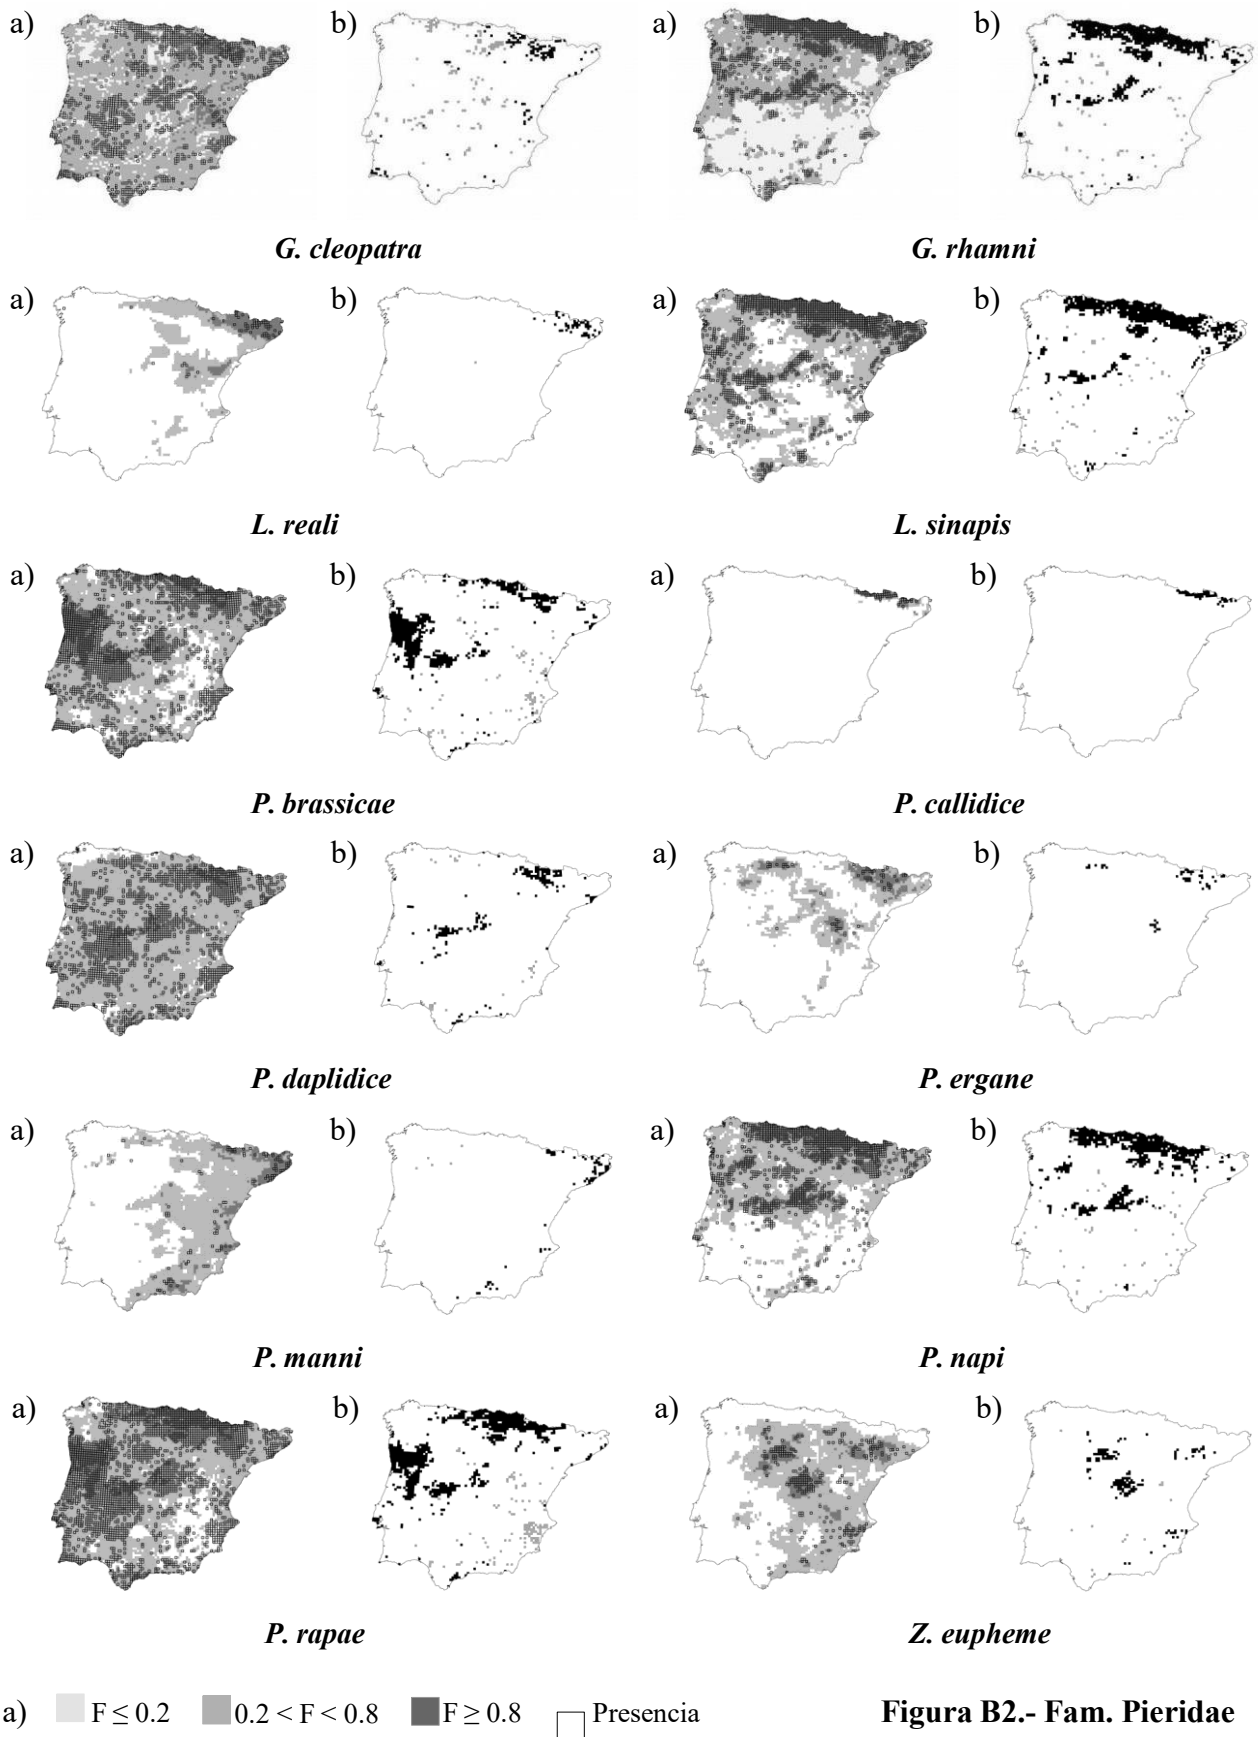 a) b) a) b)
G. cleopatra G. rhamni
a) b) a) b)
L. reali L. sinapis
a) b) a) b)
P. brassicae P. callidice
a) b) a) b)
P. daplidice P. ergane
a) b) a) b)
P. manni P. napi
a) b) a) b)
P. rapae Z. eupheme
a) F ≤ 0.2 0.2 < F < 0.8 F ≥ 0.8 Presencia Figura B2.- Fam. Pieridae